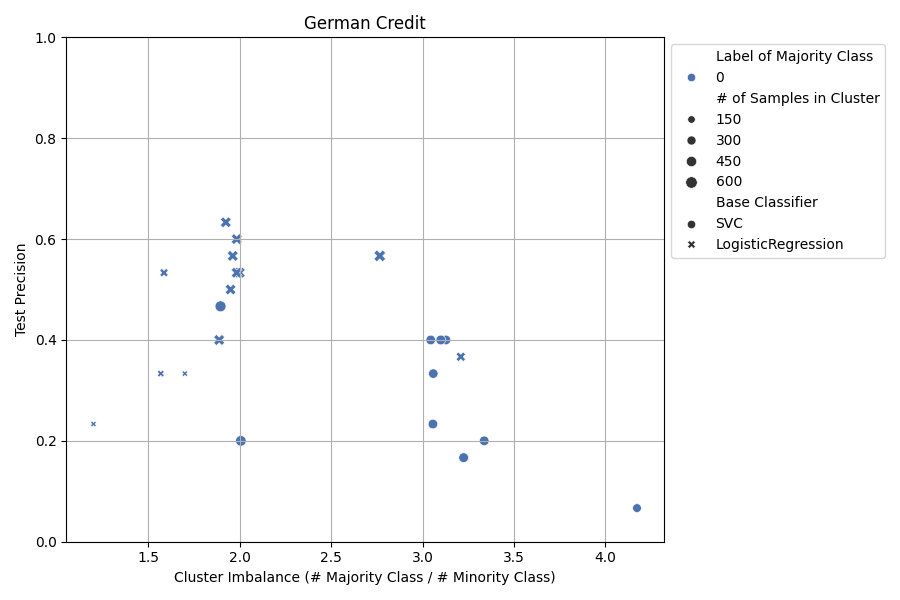 German Credit
1.0
0.8
0.6
0.4
0.2
0.0
Test Precision
1.5
2.0
2.5
3.0
3.5
4.0
Cluster Imbalance (# Majority Class / # Minority Class)
Label of Majority Class
0
# of Samples in Cluster
150
300
450
600
Base Classifier
SVC
LogisticRegression